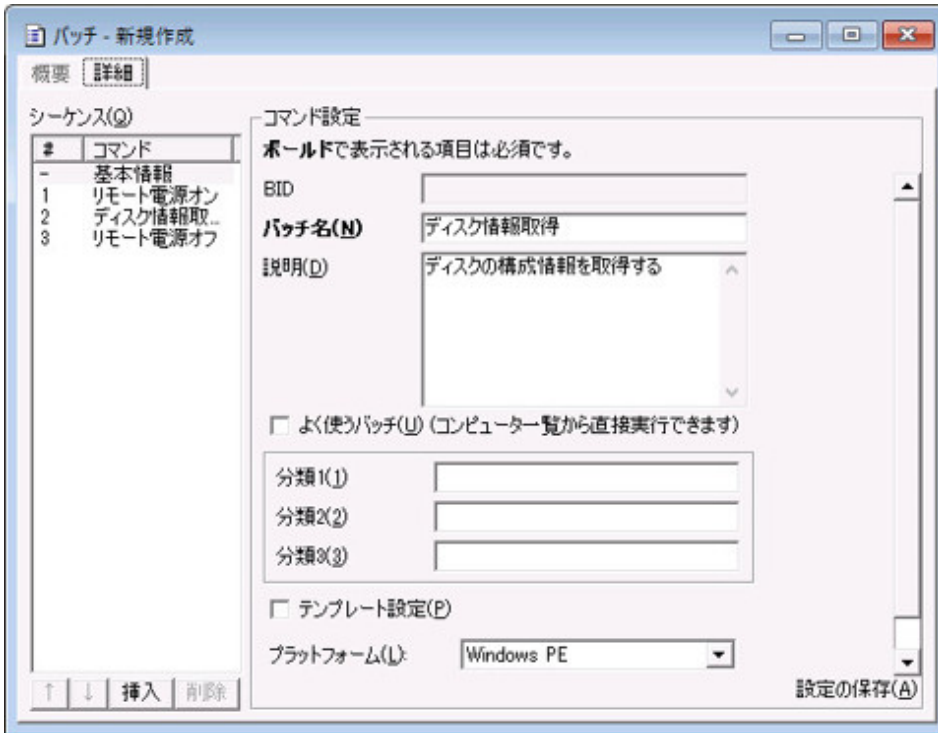 バッチ - 新規作成
概要 詳細
シーケンス(Q)
# コマンド
- 基本情報
1 リモート電源オン
2 ディスク情報取...
3 リモート電源オフ
↑ ↓ 挿入 削除
コマンド設定
ボールドで表示される項目は必須です。
BID
バッチ名(N) ディスク情報取得
説明(D) ディスクの構成情報を取得する
よく使うバッチ(U) (コンピューター覧から直接実行できます)
分類1(1)
分類2(2)
分類3(3)
テンプレート設定(P)
プラットフォーム(L): Windows PE
設定の保存(A)